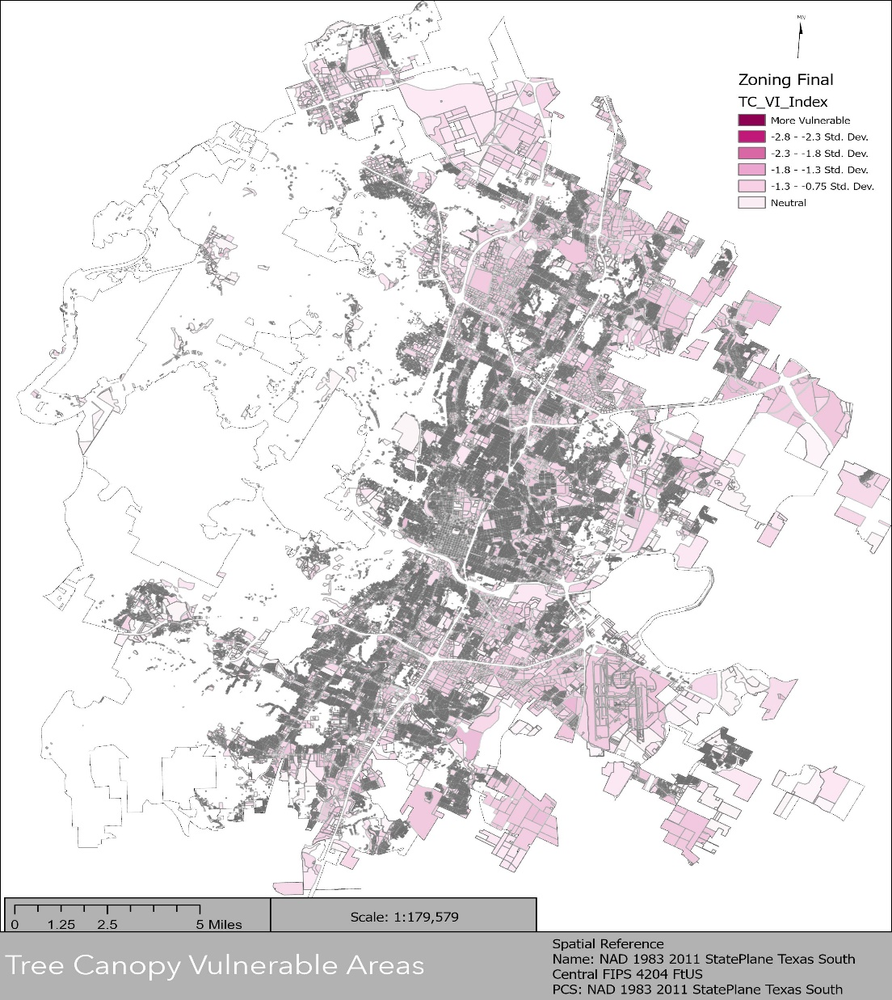 MN
Zoning Final
TC_VI_Index
More Vulnerable
-2.8 - -2.3 Std. Dev.
-2.3 - -1.8 Std. Dev.
-1.8 - -1.3 Std. Dev.
-1.3 - -0.75 Std. Dev.
Neutral
0 1.25 2.5 5 Miles
Scale: 1:179,579
Tree Canopy Vulnerable Areas
Spatial Reference
Name: NAD 1983 2011 StatePlane Texas South
Central FIPS 4204 FtUS
PCS: NAD 1983 2011 StatePlane Texas South